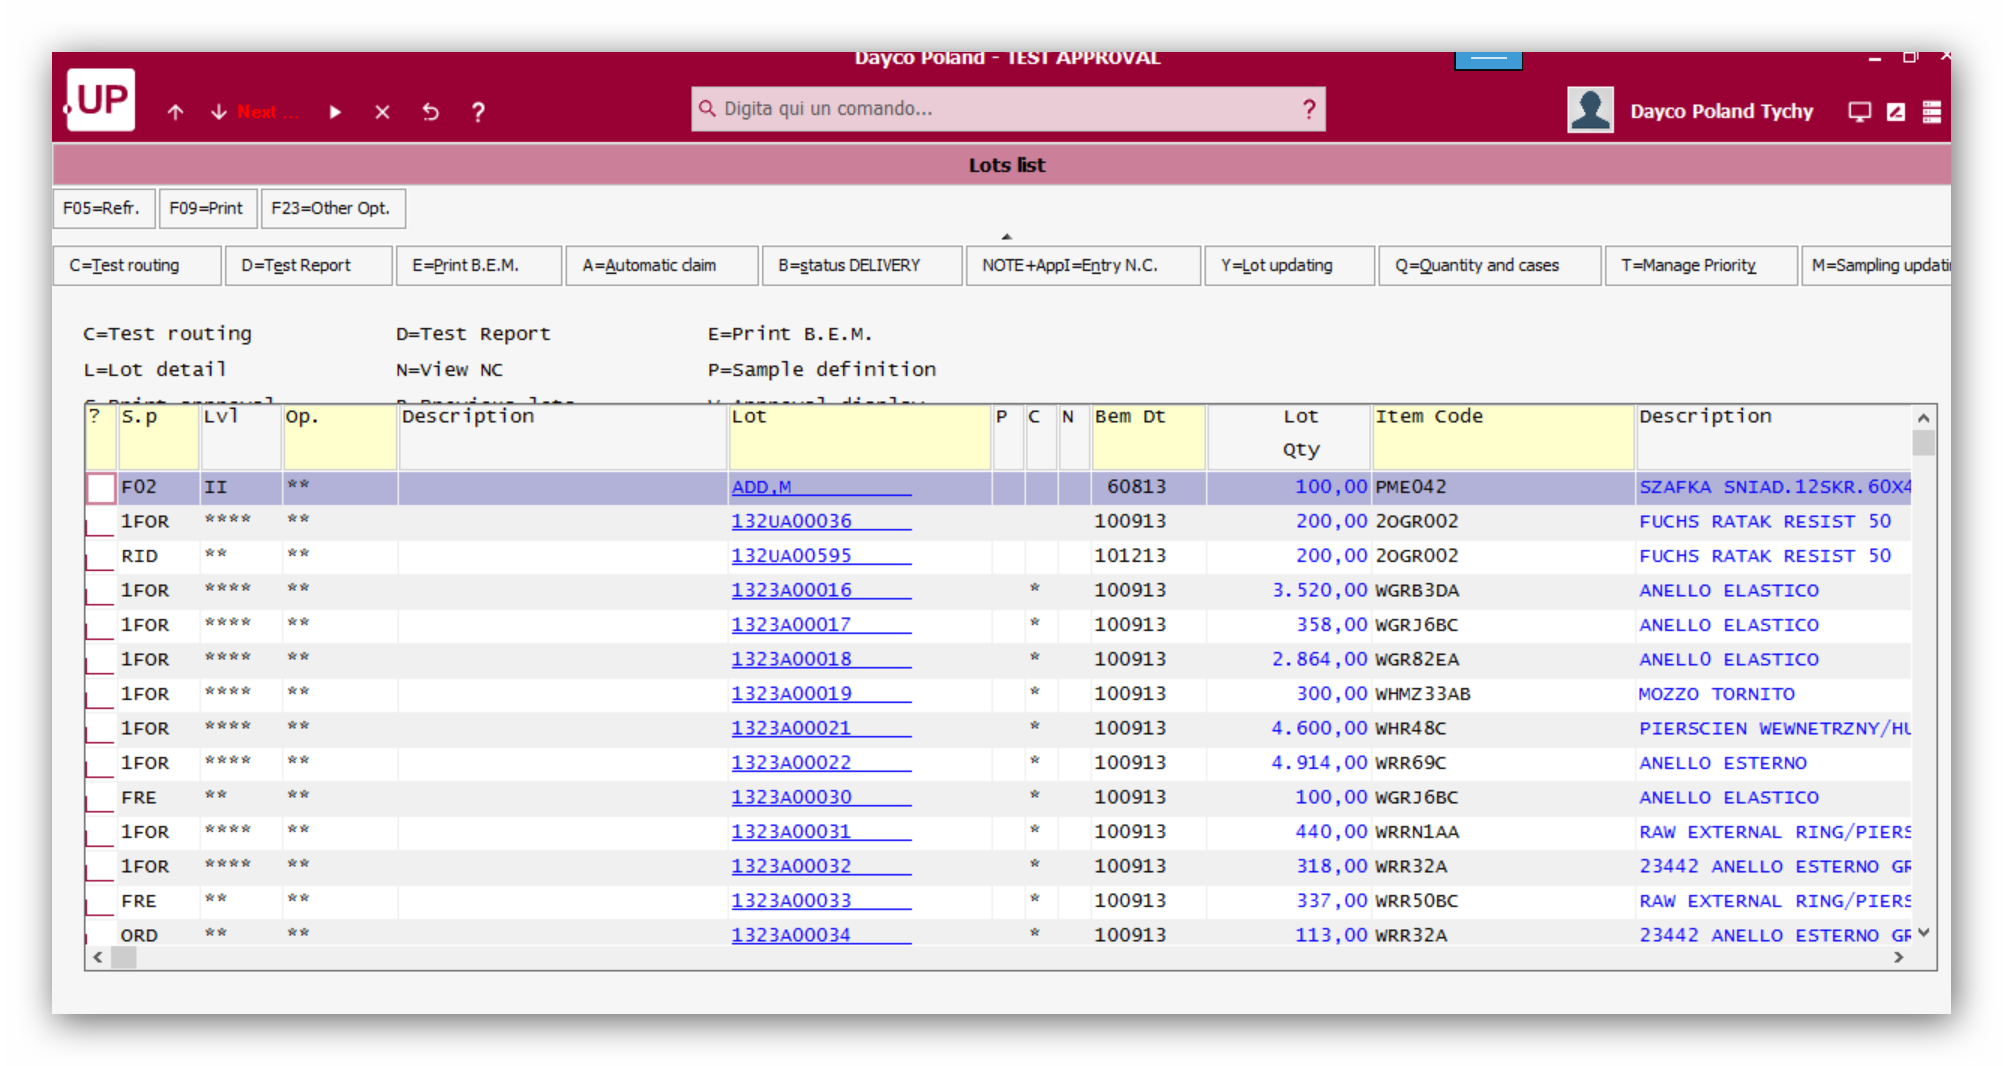 Dayco Poland - TEST APPROVAL
UP Next ... ? Digita qui un comando... ? Dayco Poland Tychy
Lots list
F05=Refr. F09=Print F23=Other Opt.
C=Test routing D=Test Report E=Print B.E.M. A=Automatic claim B=status DELIVERY NOTE+AppI=Entry N.C. Y=Lot updating Q=Quantity and cases T=Manage Priority M=Sampling updati
C=Test routing D=Test Report E=Print B.E.M.
L=Lot detail N=View NC P=Sample definition
? S.p Lvl Op. Description Lot P C N Bem Dt Lot Item Code Description
Qty
F02 II ** ADD,M 60813 100,00 PME042 SZAFKA SNIAD.12SKR.60X4
1FOR **** ** 132UA00036 100913 200,00 2OGR002 FUCHS RATAK RESIST 50
RID ** ** 132UA00595 101213 200,00 2OGR002 FUCHS RATAK RESIST 50
1FOR **** ** 1323A00016 * 100913 3.520,00 WGRB3DA ANELLO ELASTICO
1FOR **** ** 1323A00017 * 100913 358,00 WGRJ6BC ANELLO ELASTICO
1FOR **** ** 1323A00018 * 100913 2.864,00 WGR82EA ANELL0 ELASTICO
1FOR **** ** 1323A00019 * 100913 300,00 WHMZ33AB MOZZO TORNITO
1FOR **** ** 1323A00021 * 100913 4.600,00 WHR48C PIERSCIEN WEWNETRZNY/HU
1FOR **** ** 1323A00022 * 100913 4.914,00 WRR69C ANELLO ESTERNO
FRE ** ** 1323A00030 * 100913 100,00 WGRJ6BC ANELLO ELASTICO
1FOR **** ** 1323A00031 * 100913 440,00 WRRN1AA RAW EXTERNAL RING/PIERS
1FOR **** ** 1323A00032 * 100913 318,00 WRR32A 23442 ANELLO ESTERNO GR
FRE ** ** 1323A00033 * 100913 337,00 WRR50BC RAW EXTERNAL RING/PIERS
ORD ** ** 1323A00034 * 100913 113,00 WRR32A 23442 ANELLO ESTERNO GR